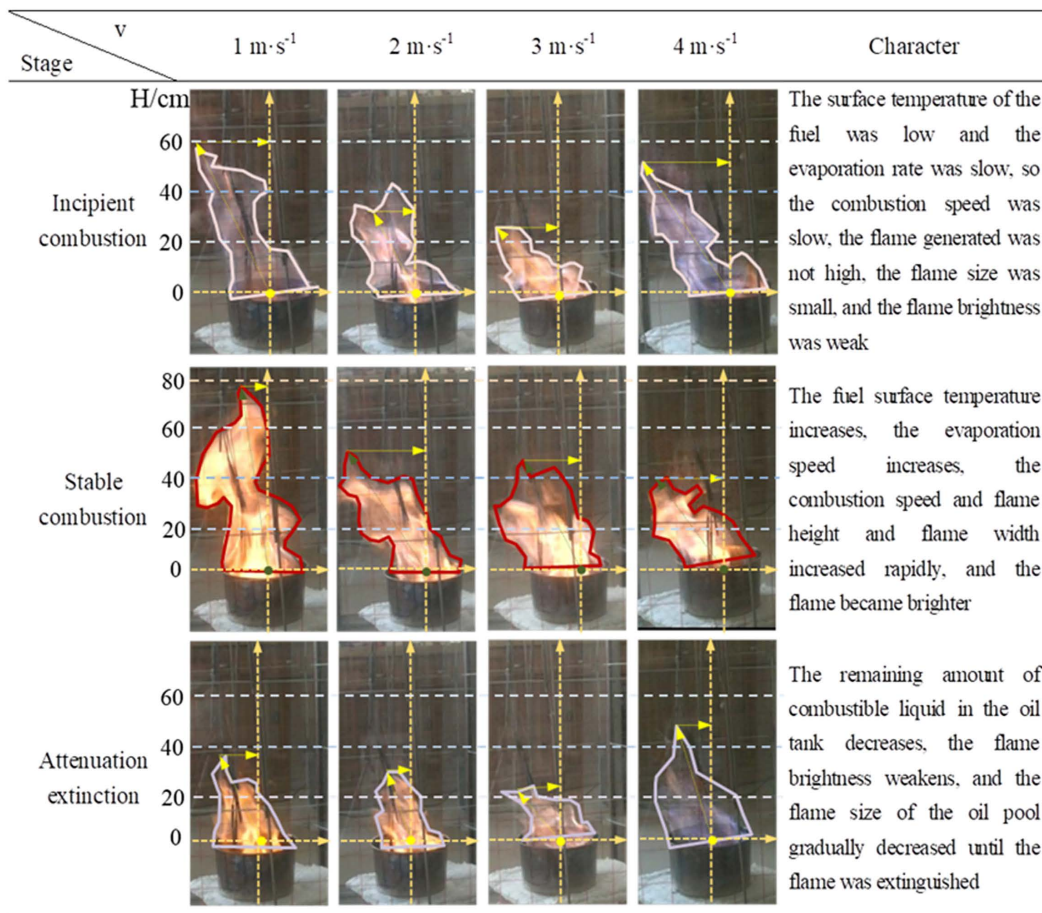 v
Stage
1 m·s⁻¹
2 m·s⁻¹
3 m·s⁻¹
4 m·s⁻¹
Character
H/cm
60
40
20
0
Incipient
combustion
The surface temperature of the
fuel was low and the
evaporation rate was slow, so
the combustion speed was
slow, the flame generated was
not high, the flame size was
small, and the flame brightness
was weak
80
60
40
20
0
Stable
combustion
The fuel surface temperature
increases, the evaporation
speed increases, the
combustion speed and flame
height and flame width
increased rapidly, and the
flame became brighter
60
40
20
0
Attenuation
extinction
The remaining amount of
combustible liquid in the oil
tank decreases, the flame
brightness weakens, and the
flame size of the oil pool
gradually decreased until the
flame was extinguished